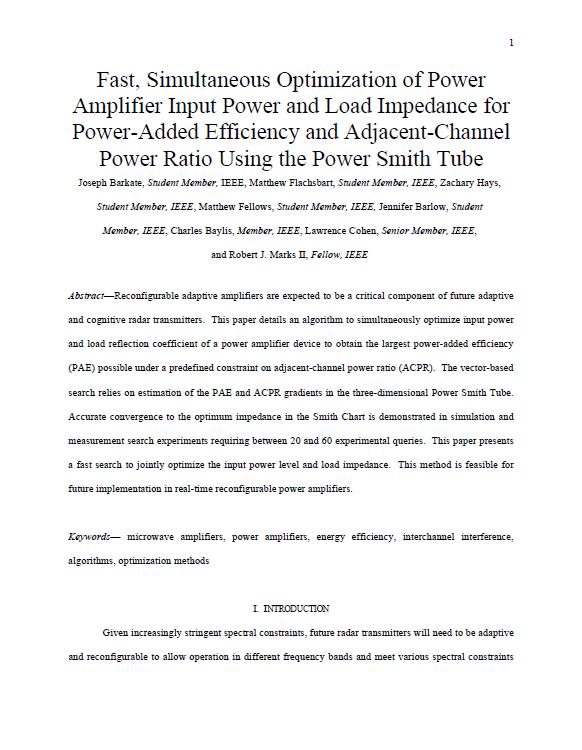 1
Fast, Simultaneous Optimization of Power
Amplifier Input Power and Load Impedance for
Power-Added Efficiency and Adjacent-Channel
Power Ratio Using the Power Smith Tube
Joseph Barkate, Student Member, IEEE, Matthew Flachsbart, Student Member, IEEE, Zachary Hays,
Student Member, IEEE, Matthew Fellows, Student Member, IEEE, Jennifer Barlow, Student
Member, IEEE, Charles Baylis, Member, IEEE, Lawrence Cohen, Senior Member, IEEE,
and Robert J. Marks II, Fellow, IEEE
Abstract—Reconfigurable adaptive amplifiers are expected to be a critical component of future adaptive
and cognitive radar transmitters. This paper details an algorithm to simultaneously optimize input power
and load reflection coefficient of a power amplifier device to obtain the largest power-added efficiency
(PAE) possible under a predefined constraint on adjacent-channel power ratio (ACPR). The vector-based
search relies on estimation of the PAE and ACPR gradients in the three-dimensional Power Smith Tube.
Accurate convergence to the optimum impedance in the Smith Chart is demonstrated in simulation and
measurement search experiments requiring between 20 and 60 experimental queries. This paper presents
a fast search to jointly optimize the input power level and load impedance. This method is feasible for
future implementation in real-time reconfigurable power amplifiers.
Keywords— microwave amplifiers, power amplifiers, energy efficiency, interchannel interference,
algorithms, optimization methods
I. INTRODUCTION
Given increasingly stringent spectral constraints, future radar transmitters will need to be adaptive
and reconfigurable to allow operation in different frequency bands and meet various spectral constraints